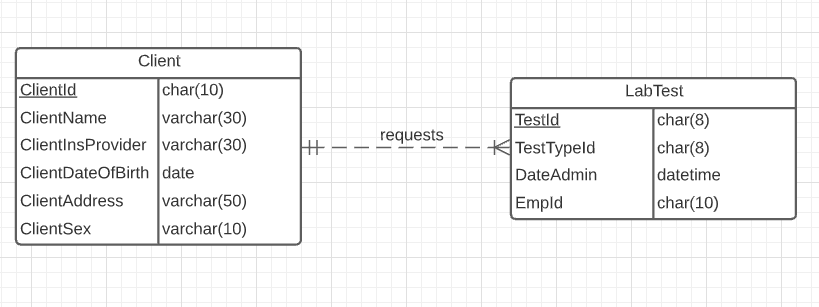 Client
ClientId char(10)
ClientName varchar(30)
ClientInsProvider varchar(30)
ClientDateOfBirth date
ClientAddress varchar(50)
ClientSex varchar(10)
requests
LabTest
TestId char(8)
TestTypeId char(8)
DateAdmin datetime
EmpId char(10)